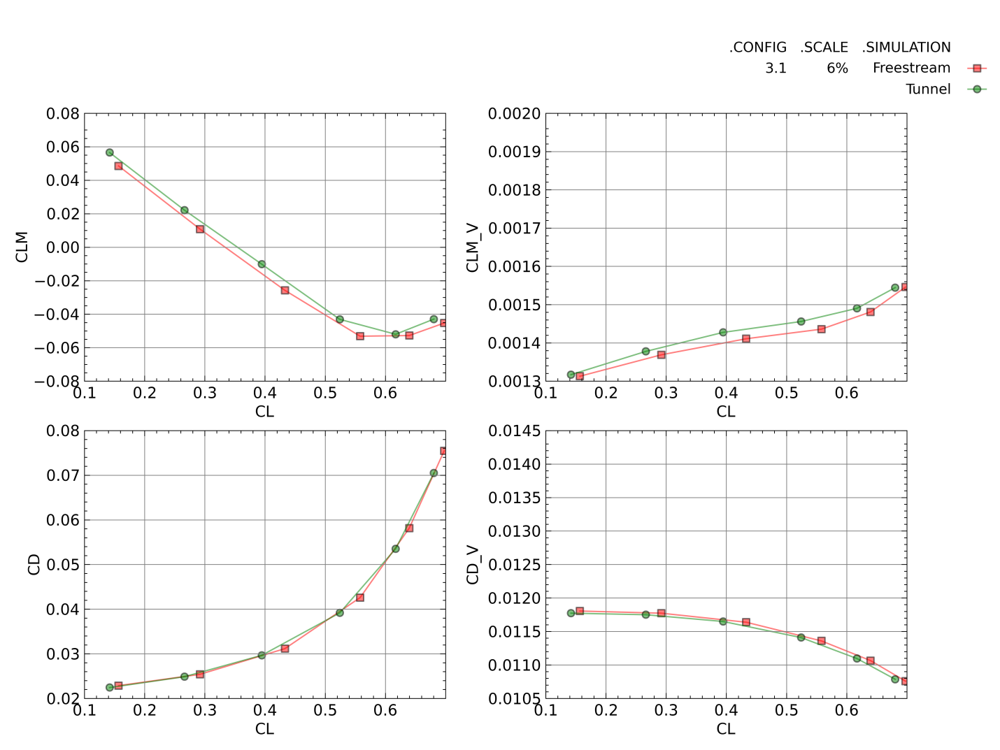 .CONFIG .SCALE .SIMULATION
3.1 6% Freestream
Tunnel
0.08
0.06
0.04
0.02
0.00
−0.02
−0.04
−0.06
−0.08
CLM
0.1 0.2 0.3 0.4 0.5 0.6
CL
0.0020
0.0019
0.0018
0.0017
0.0016
0.0015
0.0014
0.0013
CLM_V
0.1 0.2 0.3 0.4 0.5 0.6
CL
0.08
0.07
0.06
0.05
0.04
0.03
0.02
CD
0.1 0.2 0.3 0.4 0.5 0.6
CL
0.0145
0.0140
0.0135
0.0130
0.0125
0.0120
0.0115
0.0110
0.0105
CD_V
0.1 0.2 0.3 0.4 0.5 0.6
CL